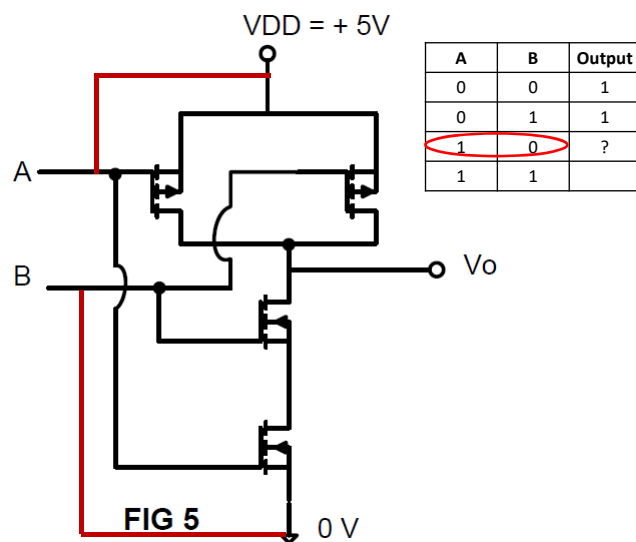 VDD = + 5V
A B Output
0 0 1
0 1 1
1 0 ?
1 1
A
B
Vo
FIG 5
0 V